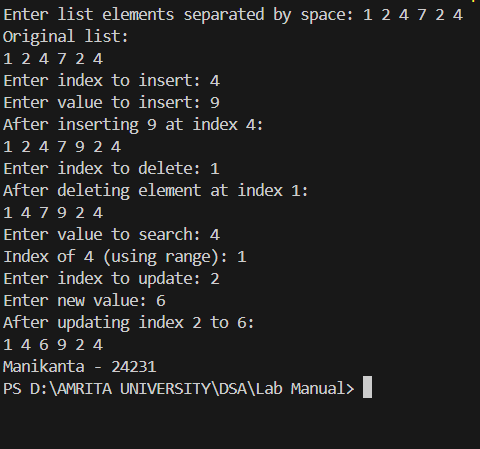 Enter list elements separated by space: 1 2 4 7 2 4
Original list:
1 2 4 7 2 4
Enter index to insert: 4
Enter value to insert: 9
After inserting 9 at index 4:
1 2 4 7 9 2 4
Enter index to delete: 1
After deleting element at index 1:
1 4 7 9 2 4
Enter value to search: 4
Index of 4 (using range): 1
Enter index to update: 2
Enter new value: 6
After updating index 2 to 6:
1 4 6 9 2 4
Manikanta - 24231
PS D:\AMRITA UNIVERSITY\DSA\Lab Manual>